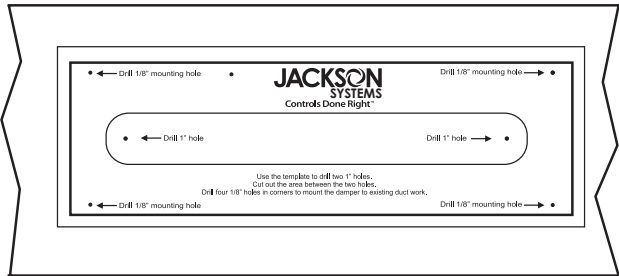 Drill 1/8" mounting hole
Drill 1/8" mounting hole
JACKSON
SYSTEMS
Controls Done Right™
Drill 1" hole
Drill 1" hole
Use the template to drill two 1" holes.
Cut out the area between the two holes.
Drill four 1/8" holes in corners to mount the damper to existing duct work.
Drill 1/8" mounting hole
Drill 1/8" mounting hole